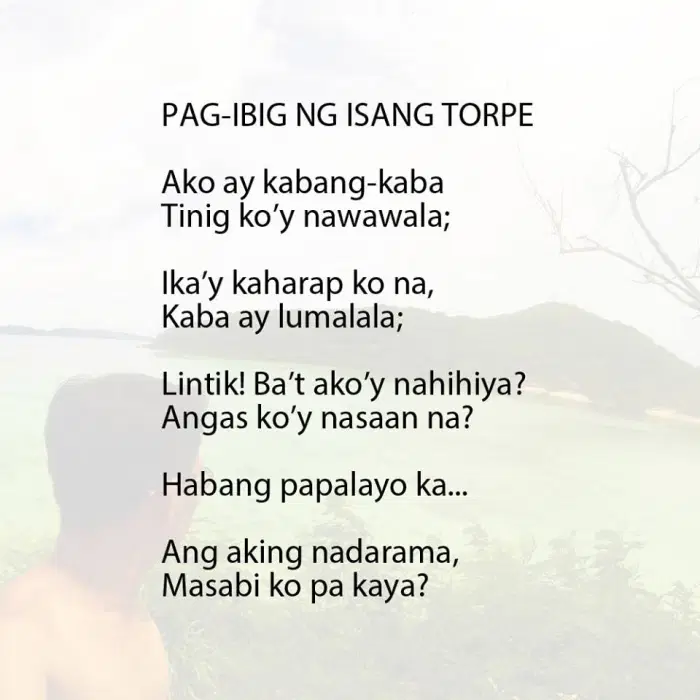 PAG-IBIG NG ISANG TORPE
Ako ay kabang-kaba
Tinig ko’y nawawala;
Ika’y kaharap ko na,
Kaba ay lumalala;
Lintik! Ba’t ako’y nahihiya?
Angas ko’y nasaan na?
Habang papalayo ka...
Ang aking nadarama,
Masabi ko pa kaya?